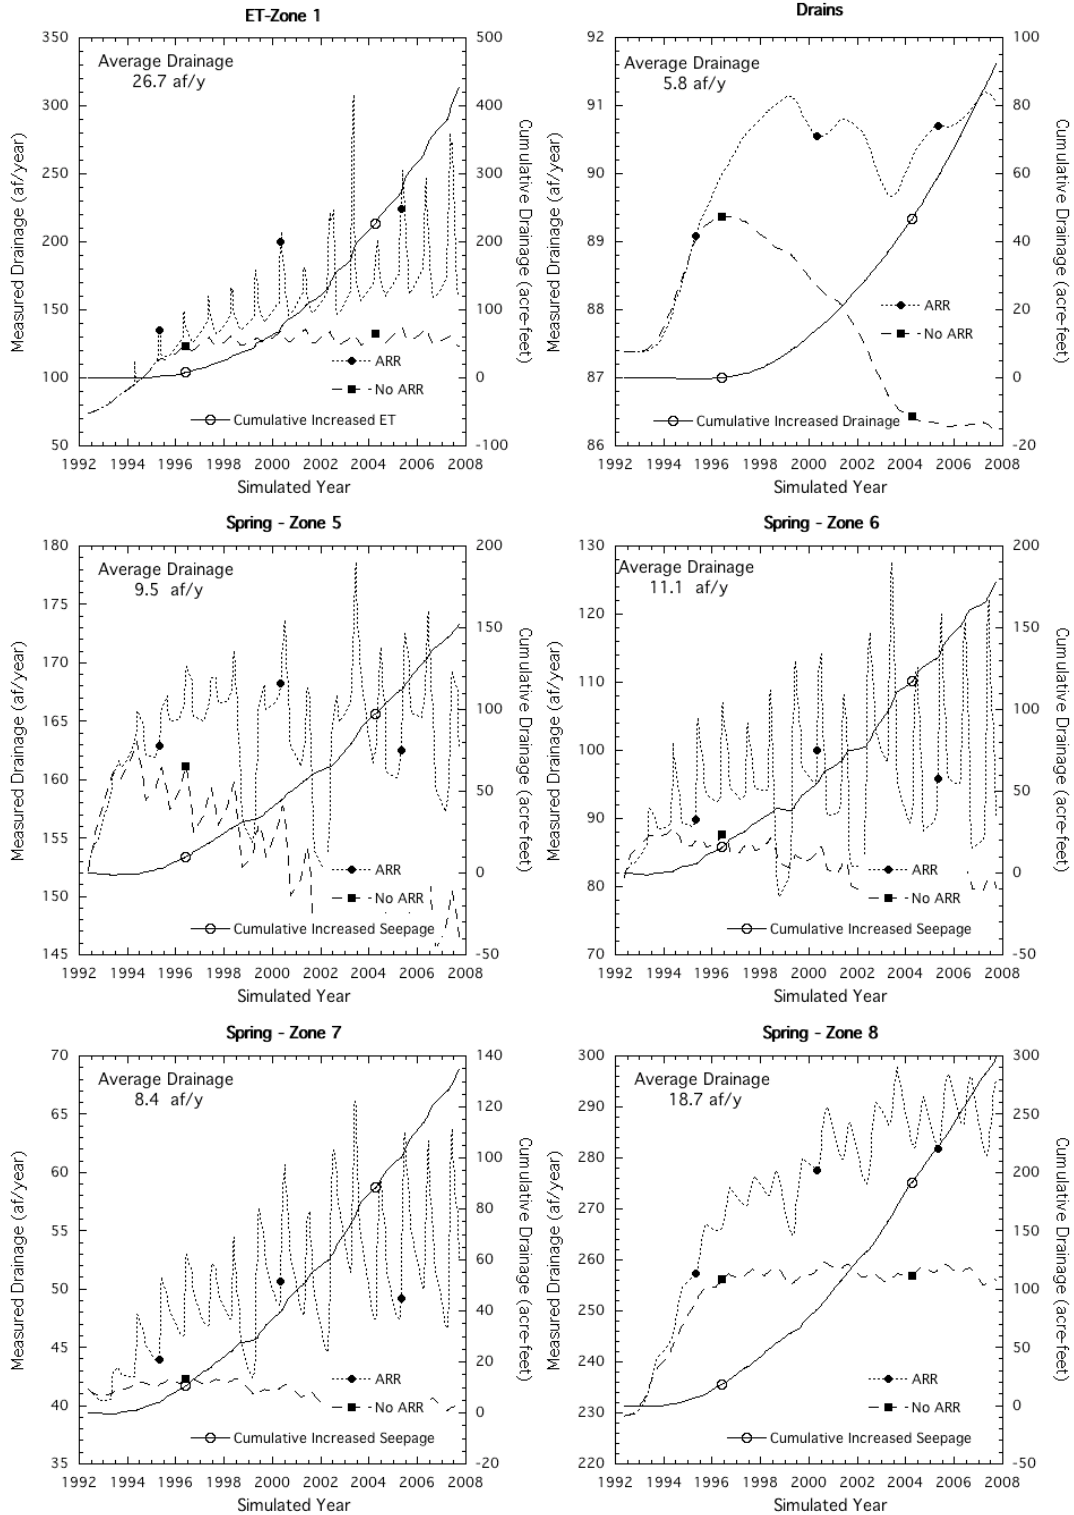 ET-Zone 1
Average Drainage
26.7 af/y
Measured Drainage (af/year)
350
300
250
200
150
100
50
500
400
300
200
100
0
-100
Cumulative Drainage (acre-feet)
ARR
No ARR
Cumulative Increased ET
1992 1994 1996 1998 2000 2002 2004 2006 2008
Simulated Year
Drains
Average Drainage
5.8 af/y
Measured Drainage (af/year)
92
91
90
89
88
87
86
100
80
60
40
20
0
-20
Cumulative Drainage (acre-feet)
ARR
No ARR
Cumulative Increased Drainage
1992 1994 1996 1998 2000 2002 2004 2006 2008
Simulated Year
Spring - Zone 5
Average Drainage
9.5 af/y
Measured Drainage (af/year)
180
175
170
165
160
155
150
145
200
150
100
50
0
-50
Cumulative Drainage (acre-feet)
ARR
No ARR
Cumulative Increased Seepage
1992 1994 1996 1998 2000 2002 2004 2006 2008
Simulated Year
Spring - Zone 6
Average Drainage
11.1 af/y
Measured Drainage (af/year)
130
120
110
100
90
80
70
200
150
100
50
0
-50
Cumulative Drainage (acre-feet)
ARR
No ARR
Cumulative Increased Seepage
1992 1994 1996 1998 2000 2002 2004 2006 2008
Simulated Year
Spring - Zone 7
Average Drainage
8.4 af/y
Measured Drainage (af/year)
70
65
60
55
50
45
40
35
140
120
100
80
60
40
20
0
-20
Cumulative Drainage (acre-feet)
ARR
No ARR
Cumulative Increased Seepage
1992 1994 1996 1998 2000 2002 2004 2006 2008
Simulated Year
Spring - Zone 8
Average Drainage
18.7 af/y
Measured Drainage (af/year)
300
290
280
270
260
250
240
230
220
300
250
200
150
100
50
0
-50
Cumulative Drainage (acre-feet)
ARR
No ARR
Cumulative Increased Seepage
1992 1994 1996 1998 2000 2002 2004 2006 2008
Simulated Year